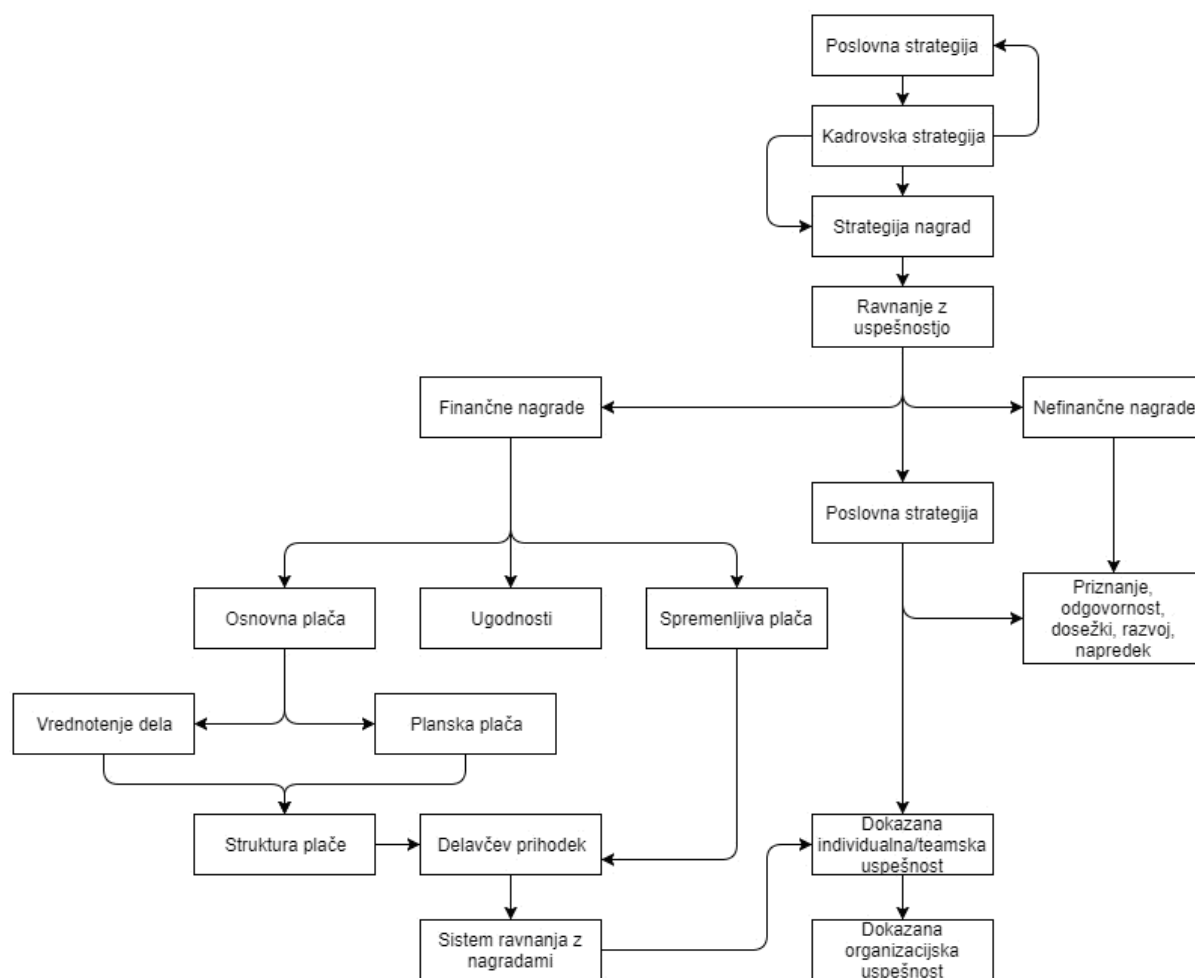 Poslovna strategija
Kadrovska strategija
Strategija nagrad
Ravnanje z
uspešnostjo
Finančne nagrade
Nefinančne nagrade
Poslovna strategija
Osnovna plača
Ugodnosti
Spremenljiva plača
Priznanje,
odgovornost,
dosežki, razvoj,
napredek
Vrednotenje dela
Planska plača
Struktura plače
Delavčev prihodek
Dokazana
individualna/teamska
uspešnost
Sistem ravnanja z
nagradami
Dokazana
organizacijska
uspešnost